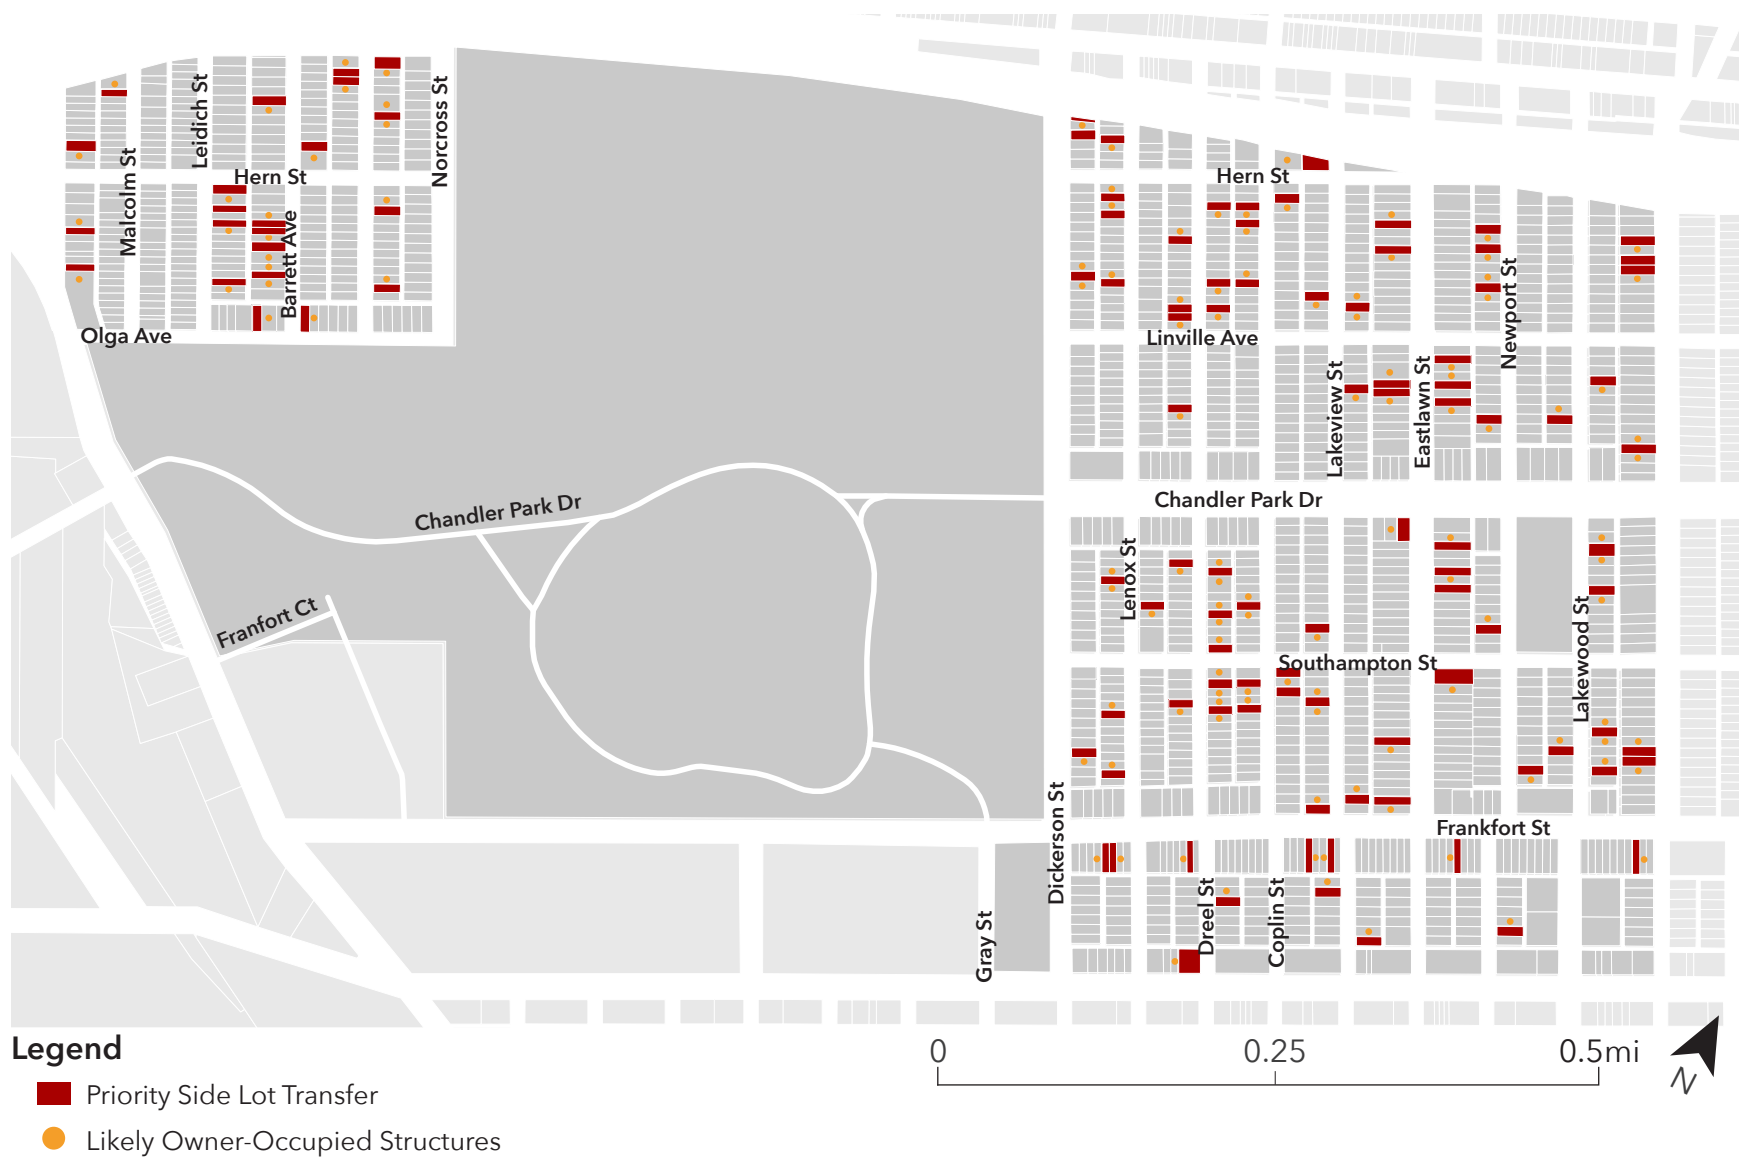 Leidich St
Norcross St
Malcolm St
Hern St
Barrett Ave
Olga Ave
Hern St
Linville Ave
Newport St
Lakeview St
Eastlawn St
Chandler Park Dr
Chandler Park Dr
Lenox St
Franfort Ct
Lakewood St
Southampton St
Dickerson St
Frankfort St
Gray St
Dreel St
Coplin St
Legend
Priority Side Lot Transfer
Likely Owner-Occupied Structures
0 0.25 0.5mi
N